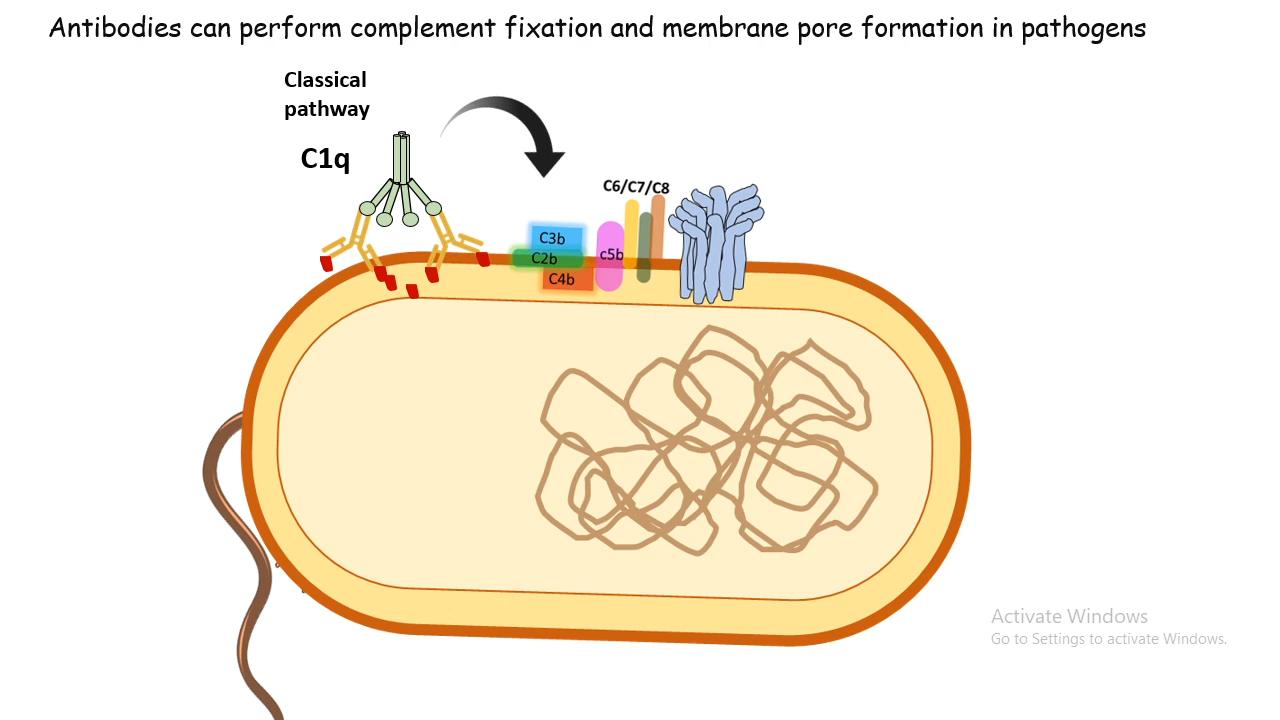 Antibodies can perform complement fixation and membrane pore formation in pathogens
Classical
pathway
C1q
C6/C7/C8
C3b
C2b
c5b
C4b
Activate Windows
Go to Settings to activate Windows.